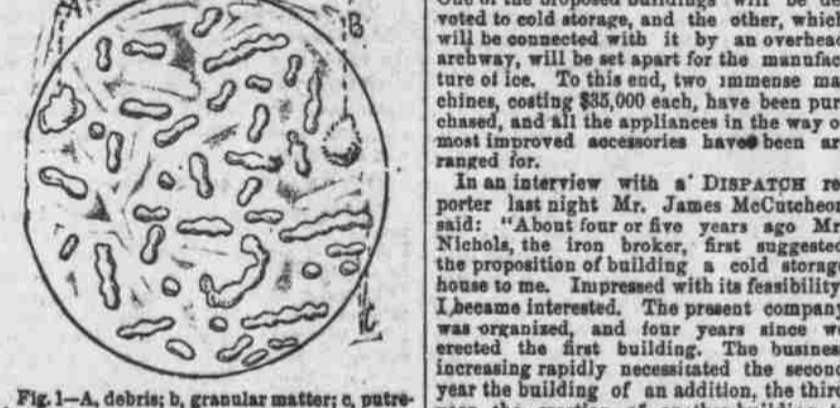 A
B
t
Fig. 1—A, debris; b, granular matter; c, putre-
One of the proposed buildings will be de-
voted to cold storage, and the other, which
will be connected with it by an overhead
archway, will be set apart for the manufac
ture of ice. To this end, two immense ma
chines, costing $35,000 each, have been pur
chased, and all the appliances in the way o
most improved accessories have been ar
ranged for.
In an interview with a DISPATCH re
porter last night Mr. James McCutcheon
said: "About four or five years ago Mr
Nichols, the iron broker, first suggested
the proposition of building a cold storage
house to me. Impressed with its feasibility
I became interested. The present company
was organized, and four years since w
erected the first building. The business
increasing rapidly necessitated the second
year the building of an addition, the third